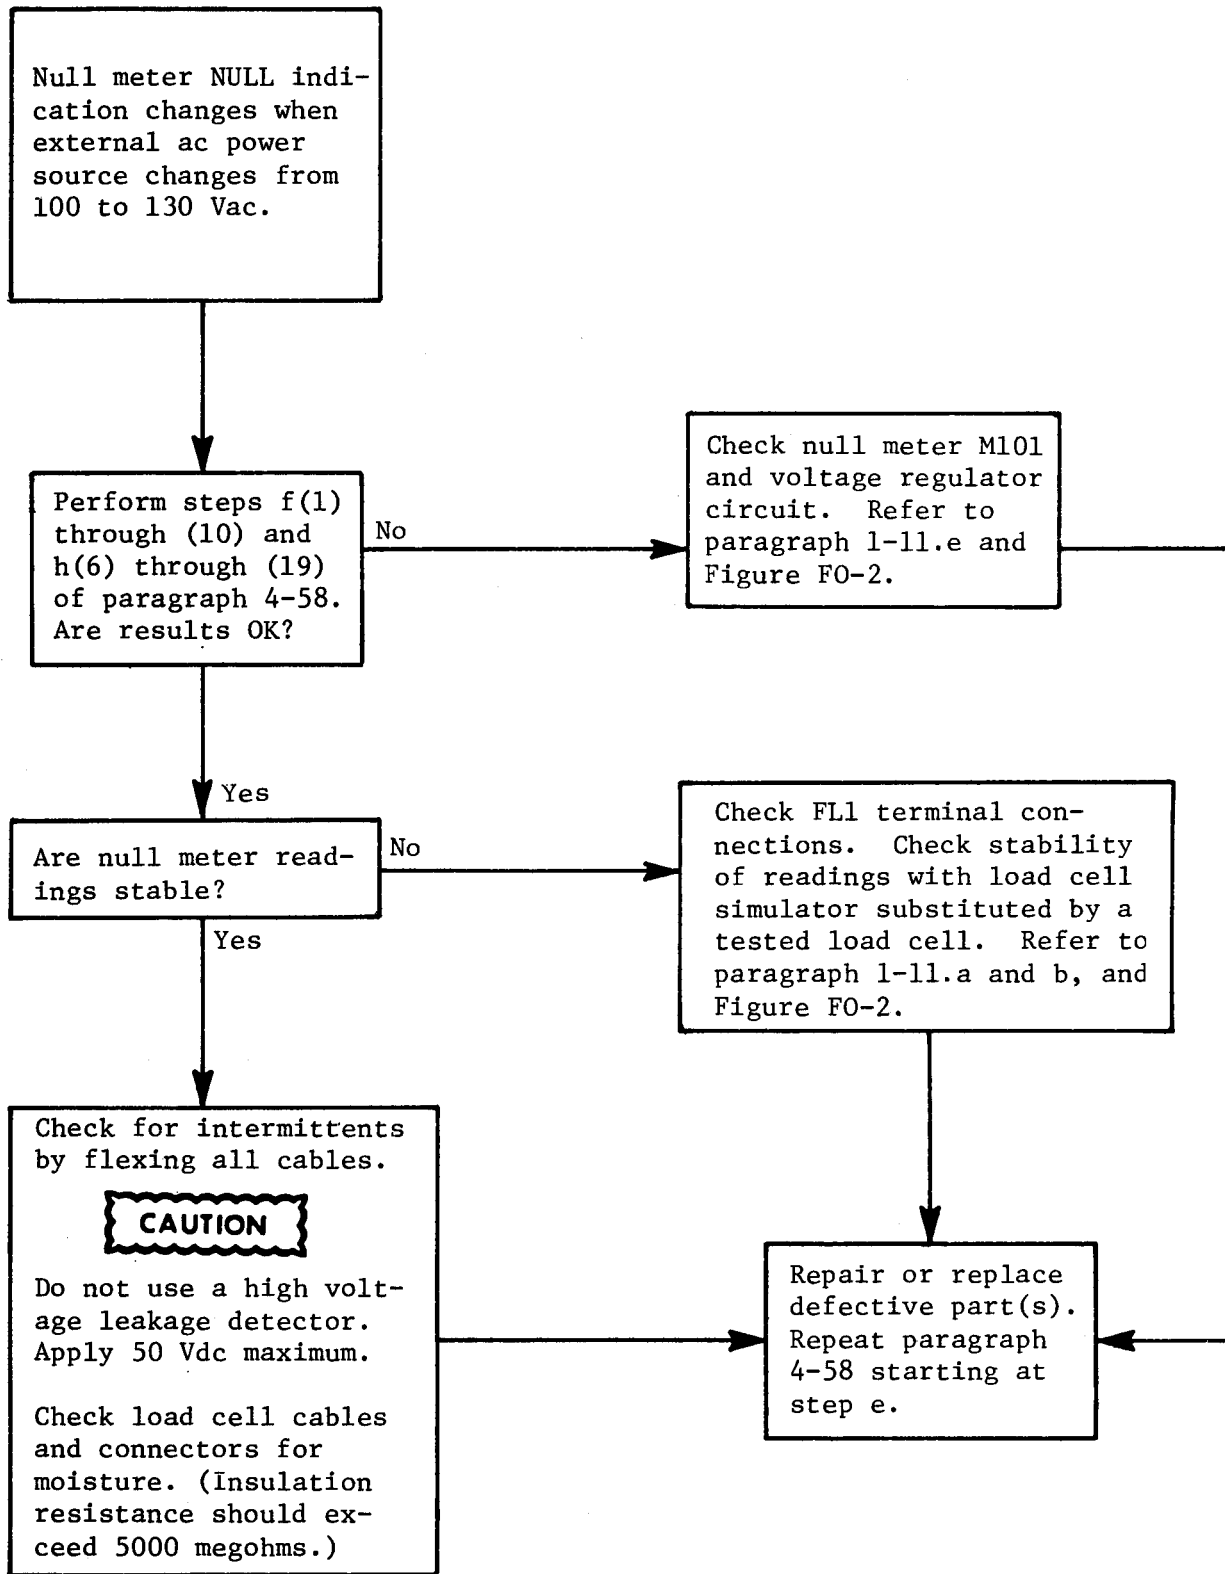 Null meter NULL indi-
cation changes when
external ac power
source changes from
100 to 130 Vac.
Perform steps f(1)
through (10) and
h(6) through (19)
of paragraph 4-58.
Are results OK?
No
Check null meter M101
and voltage regulator
circuit. Refer to
paragraph 1-11.e and
Figure FO-2.
Yes
Are null meter read-
ings stable?
No
Check FL1 terminal con-
nections. Check stability
of readings with load cell
simulator substituted by a
tested load cell. Refer to
paragraph 1-11.a and b, and
Figure FO-2.
Yes
Check for intermittents
by flexing all cables.
CAUTION
Do not use a high volt-
age leakage detector.
Apply 50 Vdc maximum.
Check load cell cables
and connectors for
moisture. (Insulation
resistance should ex-
ceed 5000 megohms.)
Repair or replace
defective part(s).
Repeat paragraph
4-58 starting at
step e.